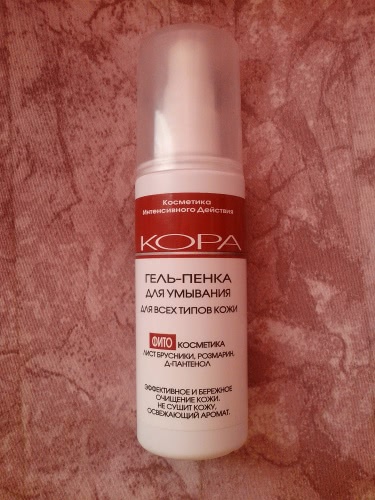 Косметика
Интенсивного Действия
КОРА
ГЕЛЬ-ПЕНКА
ДЛЯ УМЫВАНИЯ
ДЛЯ ВСЕХ ТИПОВ КОЖИ
ФИТО КОСМЕТИКА
ЛИСТ БРУСНИКИ, РОЗМАРИН,
Д-ПАНТЕНОЛ
ЭФФЕКТИВНОЕ И БЕРЕЖНОЕ
ОЧИЩЕНИЕ КОЖИ.
НЕ СУШИТ КОЖУ,
ОСВЕЖАЮЩИЙ АРОМАТ.